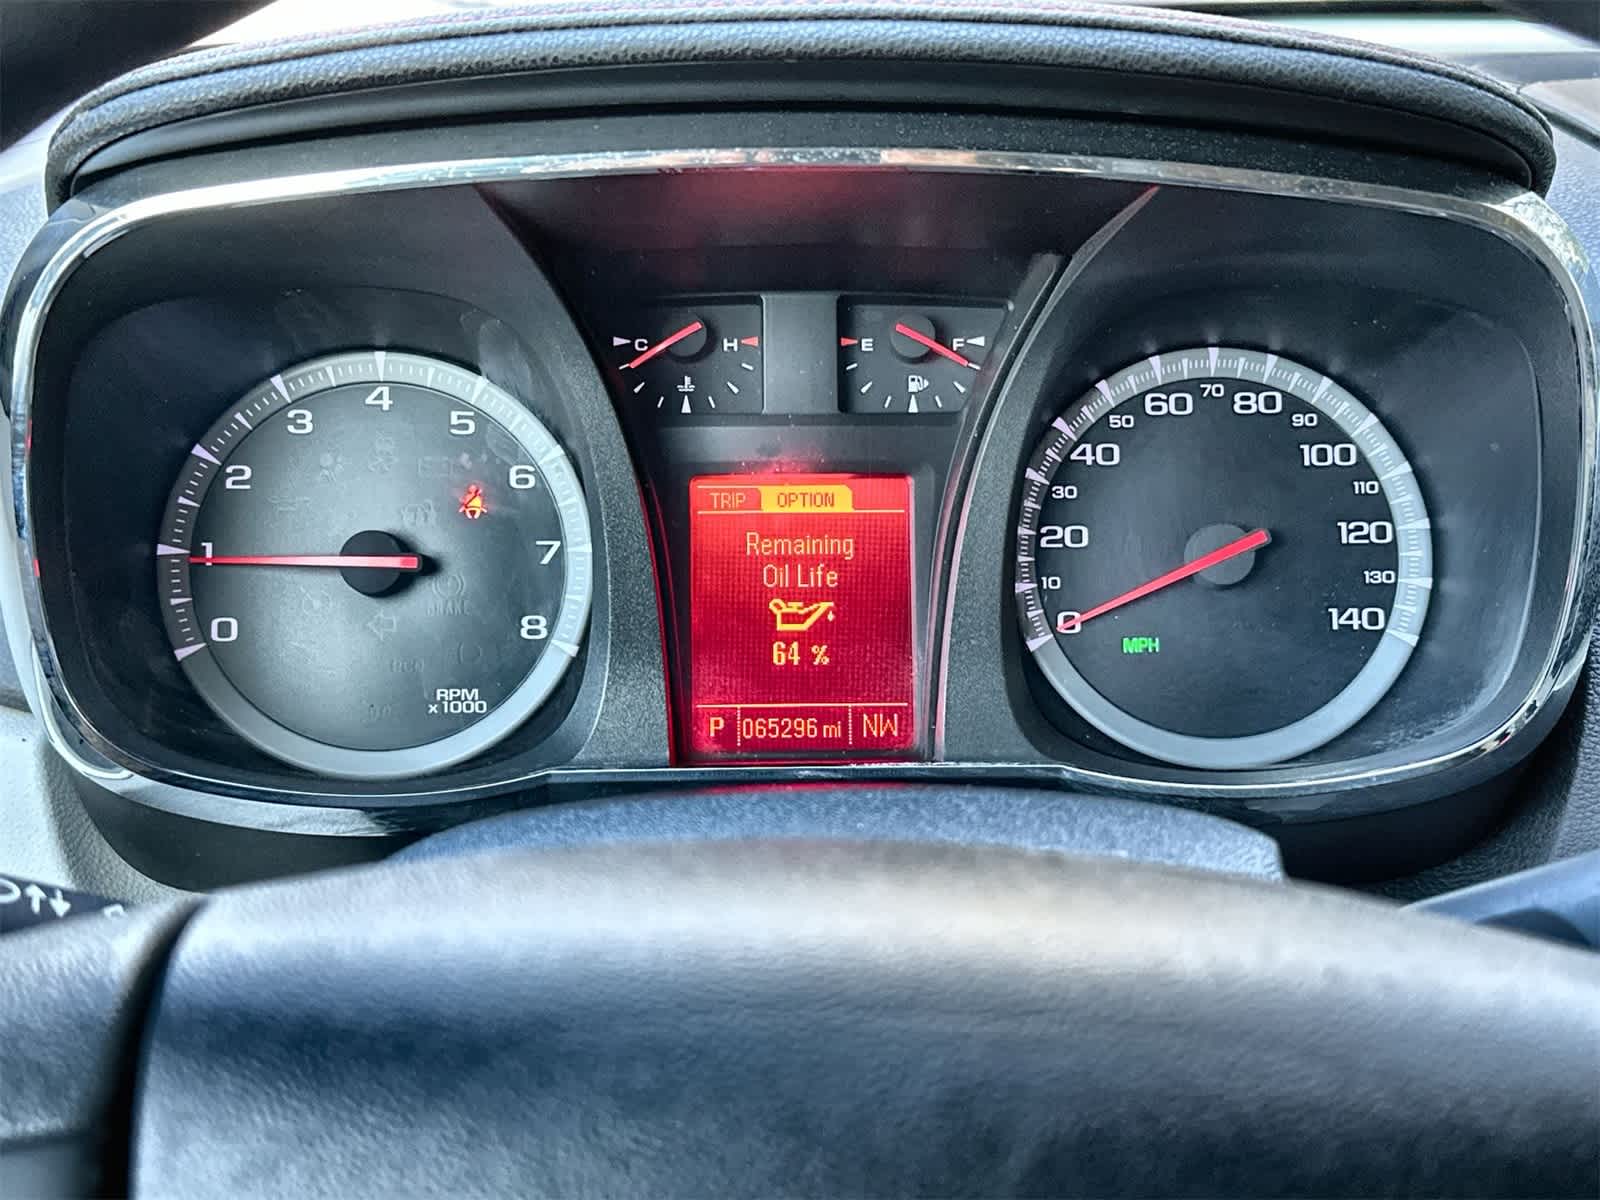 0 1 2 3 4 5 6 7 8
RPM
x1000
BRAKE
C H
E F
TRIP OPTION
Remaining
Oil Life
64 %
P 065296 mi NW
0 10 20 30 40 50 60 70 80 90 100 110 120 130 140
MPH